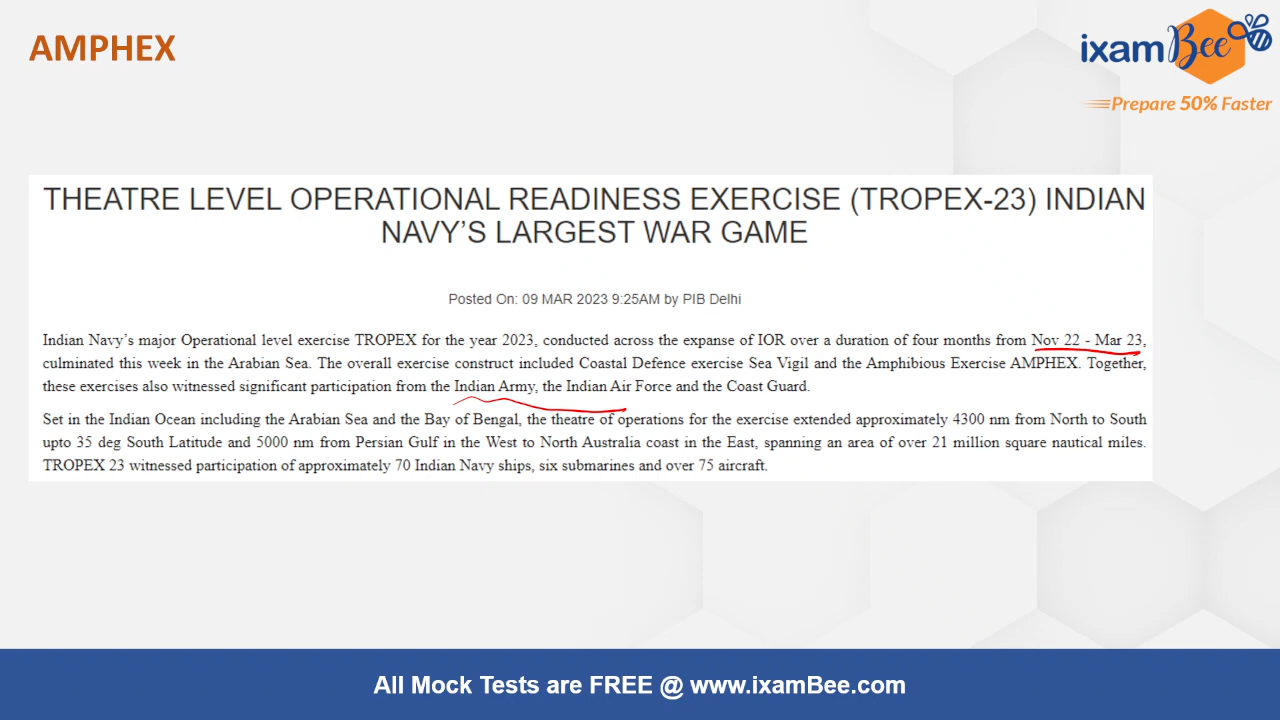 AMPHEX
ixamBee
Prepare 50% Faster
THEATRE LEVEL OPERATIONAL READINESS EXERCISE (TROPEX-23) INDIAN
NAVY’S LARGEST WAR GAME
Posted On: 09 MAR 2023 9:25AM by PIB Delhi
Indian Navy’s major Operational level exercise TROPEX for the year 2023, conducted across the expanse of IOR over a duration of four months from Nov 22 - Mar 23,
culminated this week in the Arabian Sea. The overall exercise construct included Coastal Defence exercise Sea Vigil and the Amphibious Exercise AMPHEX. Together,
these exercises also witnessed significant participation from the Indian Army, the Indian Air Force and the Coast Guard.
Set in the Indian Ocean including the Arabian Sea and the Bay of Bengal, the theatre of operations for the exercise extended approximately 4300 nm from North to South
upto 35 deg South Latitude and 5000 nm from Persian Gulf in the West to North Australia coast in the East, spanning an area of over 21 million square nautical miles.
TROPEX 23 witnessed participation of approximately 70 Indian Navy ships, six submarines and over 75 aircraft.
All Mock Tests are FREE @ www.ixamBee.com